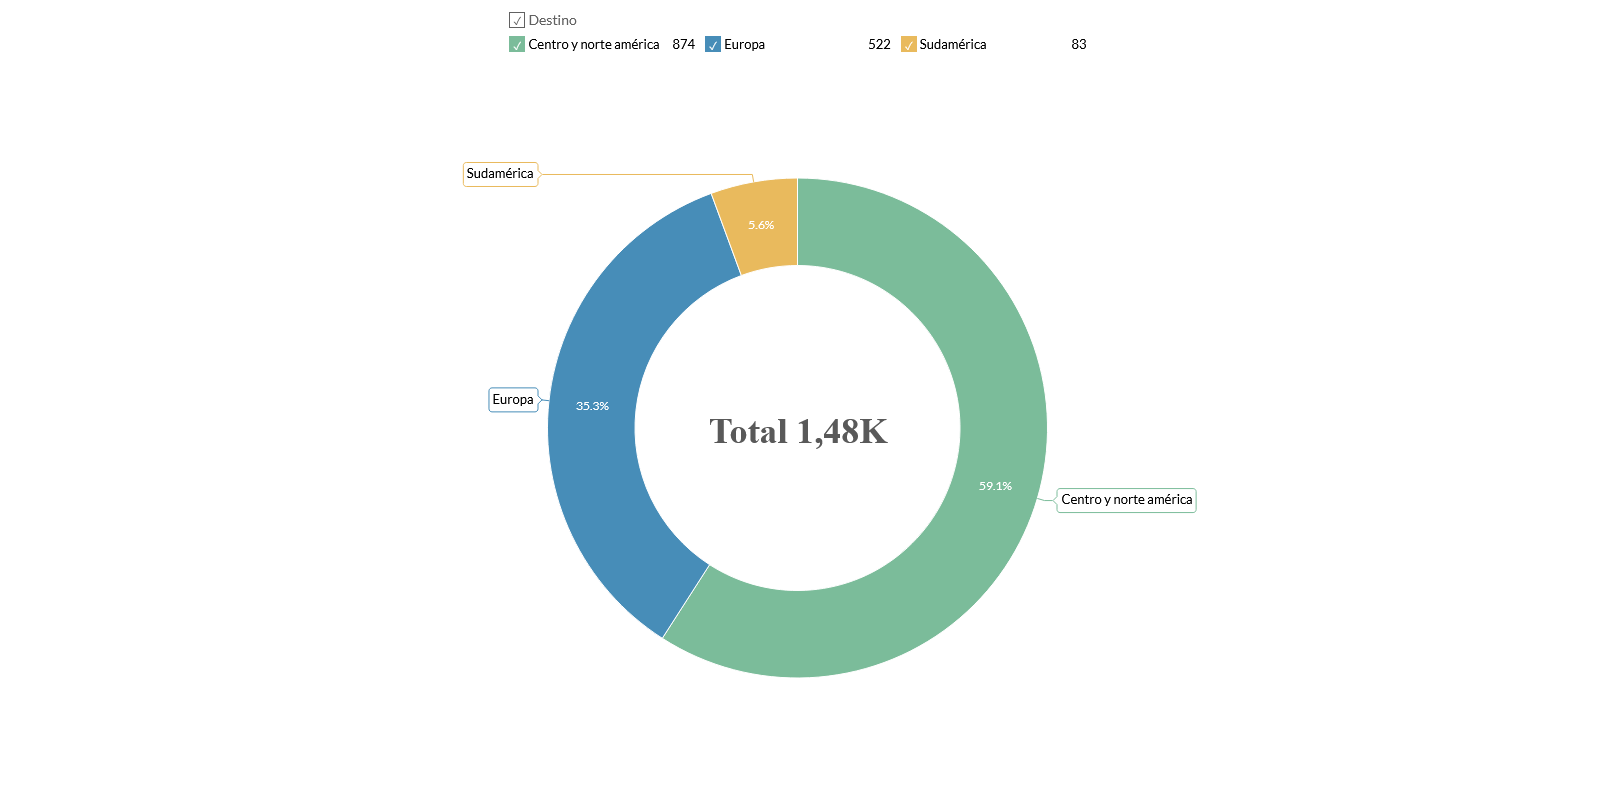 Destino
Centro y norte américa 874 Europa 522 Sudamérica 83
Sudamérica
5.6%
Europa
35.3%
Total 1,48K
59.1%
Centro y norte américa